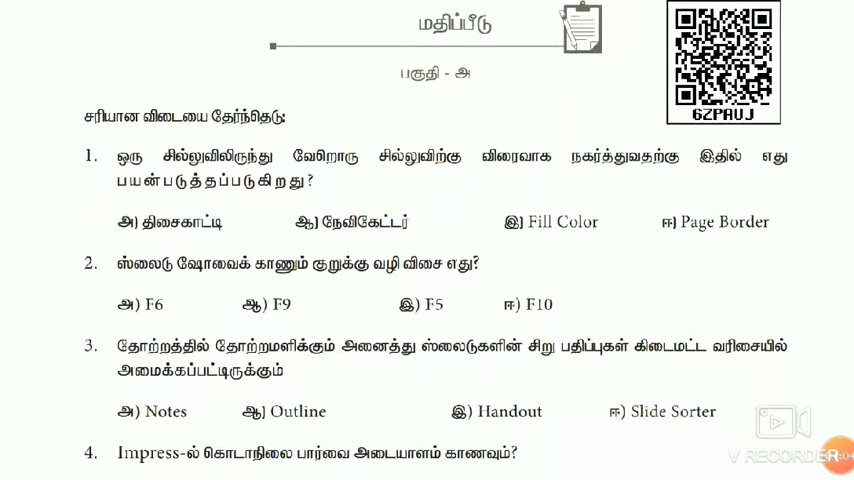 மதிப்பீடு
பகுதி - அ
6ZPAUJ
சரியான விடையை தேர்ந்தெடு:
1. ஒரு சில்லுவிலிருந்து வேறொரு சில்லுவிற்கு விரைவாக நகர்த்துவதற்கு இதில் எது
பயன்படுத்தப்படுகிறது?
அ) திசைகாட்டி ஆ) நேவிகேட்டர் இ) Fill Color ஈ) Page Border
2. ஸ்லைடு ஷோவைக் காணும் குறுக்கு வழி விசை எது?
அ) F6 ஆ) F9 இ) F5 ஈ) F10
3. தோற்றத்தில் தோற்றமளிக்கும் அனைத்து ஸ்லைடுகளின் சிறு பதிப்புகள் கிடைமட்ட வரிசையில்
அமைக்கப்பட்டிருக்கும்
அ) Notes ஆ) Outline இ) Handout ஈ) Slide Sorter
4. Impress-ல் கொடாநிலை பார்வை அடையாளம் காணவும்?
V RECORDER
:04